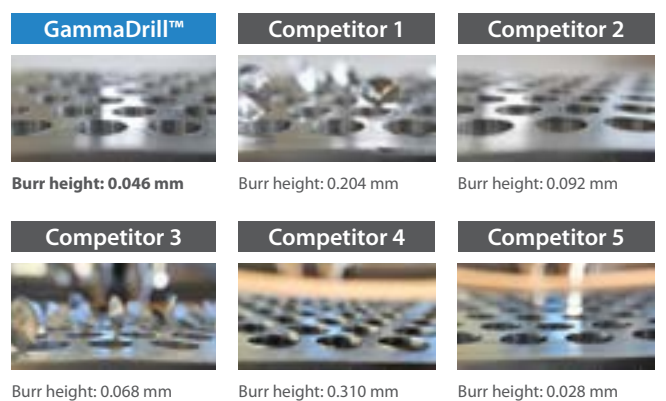 GammaDrill™
Competitor 1
Competitor 2
Burr height: 0.046 mm
Burr height: 0.204 mm
Burr height: 0.092 mm
Competitor 3
Competitor 4
Competitor 5
Burr height: 0.068 mm
Burr height: 0.310 mm
Burr height: 0.028 mm